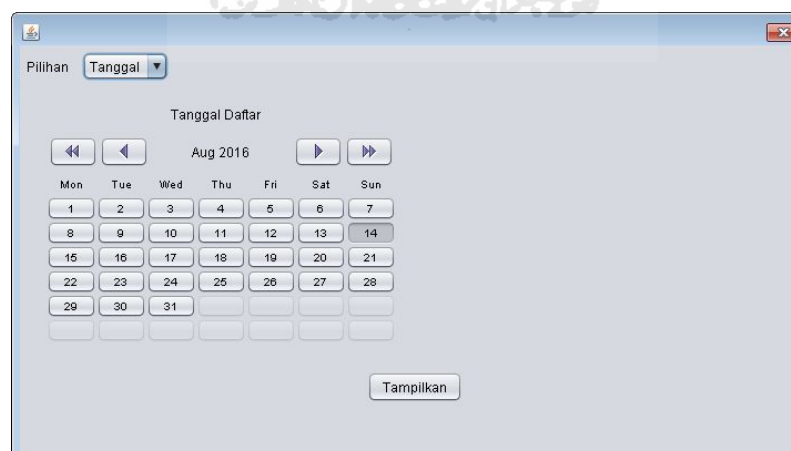 Pilihan Tanggal
Tanggal Daftar
Aug 2016
Mon Tue Wed Thu Fri Sat Sun
1 2 3 4 5 6 7
8 9 10 11 12 13 14
15 16 17 18 19 20 21
22 23 24 25 26 27 28
29 30 31
Tampilkan